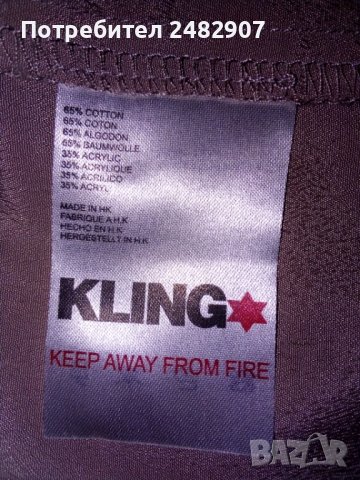 Потребител 2482907
65% COTTON
65% COTON
65% ALGODON
65% BAUMWOLLE
35% ACRYLIC
35% ACRYLIQUE
35% ACRILICO
35% ACRYL
MADE IN HK
FABRIQUE A H.K
HECHO EN H.K
HERGESTELLT IN H.K
KLING
KEEP AWAY FROM FIRE
BAZAR